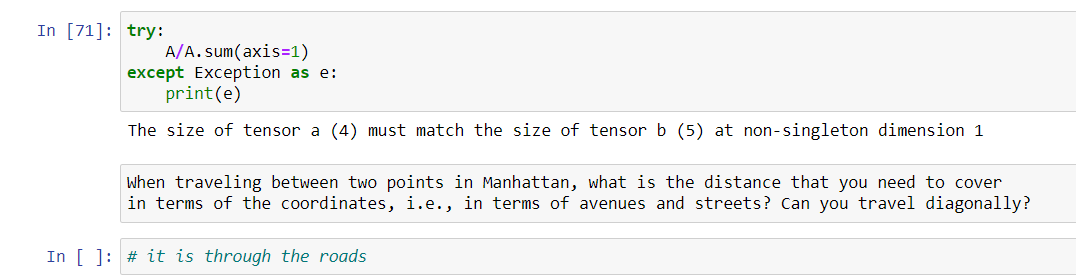 In [71]: try:
    A/A.sum(axis=1)
except Exception as e:
    print(e)
The size of tensor a (4) must match the size of tensor b (5) at non-singleton dimension 1
When traveling between two points in Manhattan, what is the distance that you need to cover
in terms of the coordinates, i.e., in terms of avenues and streets? Can you travel diagonally?
In [ ]: # it is through the roads